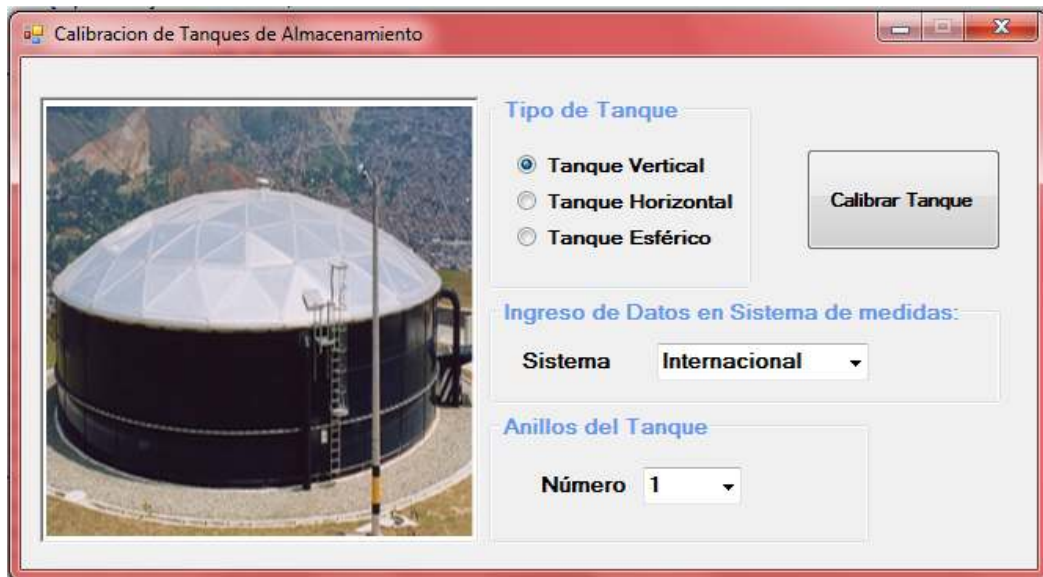 Calibracion de Tanques de Almacenamiento
Tipo de Tanque
Tanque Vertical
Tanque Horizontal
Tanque Esférico
Calibrar Tanque
Ingreso de Datos en Sistema de medidas:
Sistema Internacional
Anillos del Tanque
Número 1